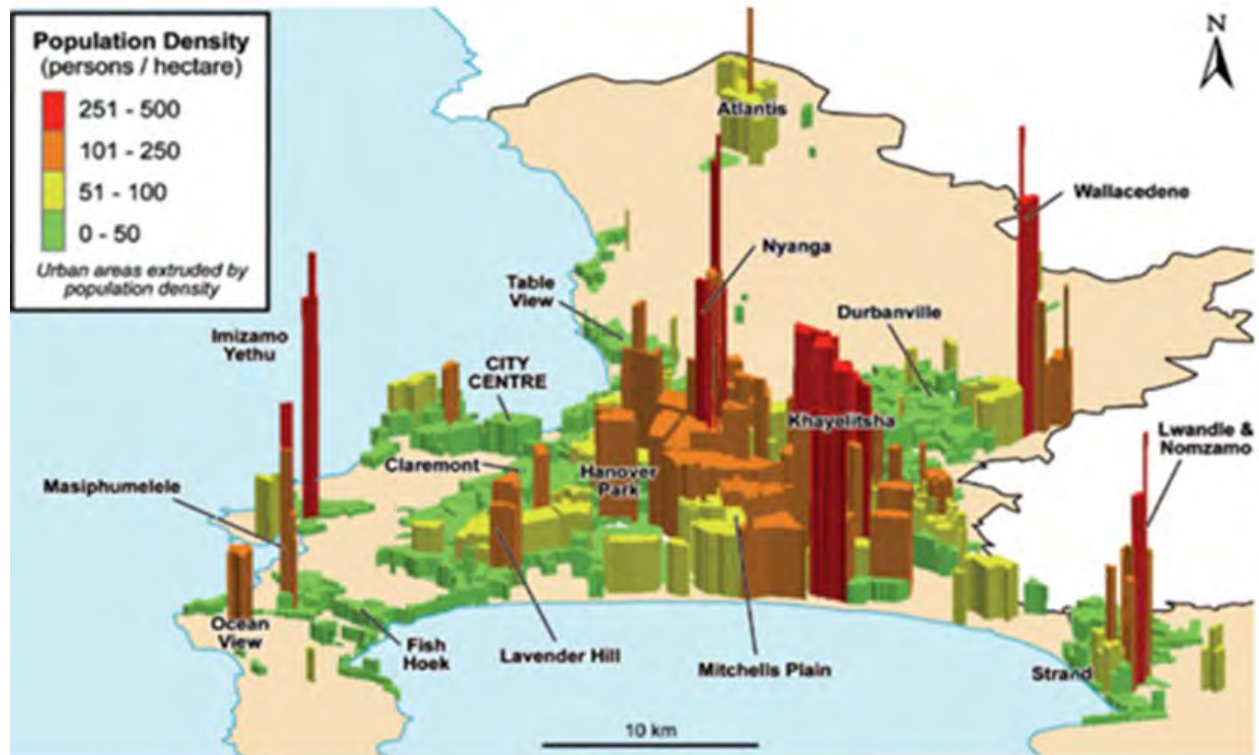 Population Density
(persons / hectare)
251 - 500
101 - 250
51 - 100
0 - 50
Urban areas extruded by
population density
N
Atlantis
Wallacedene
Nyanga
Table
View
Durbanville
Imizamo
Yethu
CITY
CENTRE
Khayelitsha
Lwandle &
Nomzamo
Claremont
Hanover
Park
Masiphumelele
Ocean
View
Fish
Hoek
Lavender Hill
Mitchells Plain
Strand
10 km